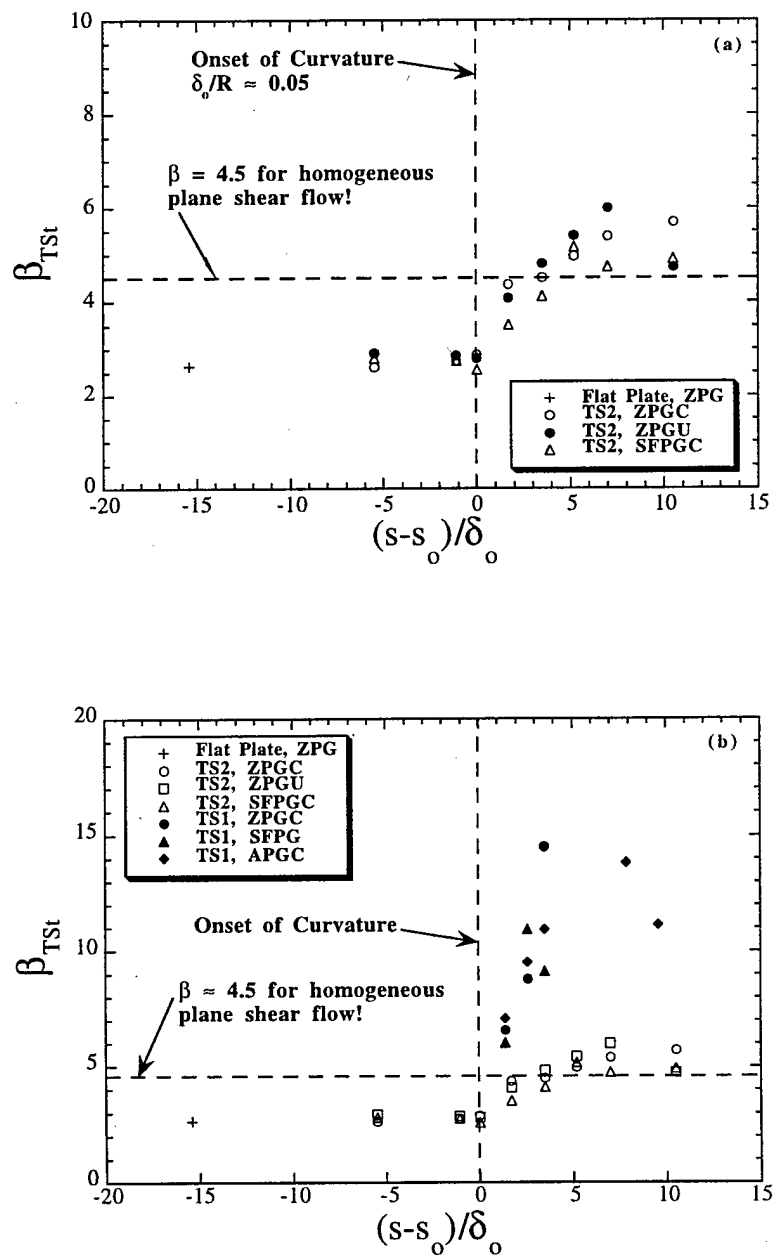 10
(a)
Onset of Curvature
δo/R ≈ 0.05
8
β = 4.5 for homogeneous
plane shear flow!
6
βTSt
4
2
+ Flat Plate, ZPG
○ TS2, ZPGC
● TS2, ZPGU
△ TS2, SFPGC
0
-20 -15 -10 -5 0 5 10 15
(s-so)/δo
20
(b)
+ Flat Plate, ZPG
○ TS2, ZPGC
□ TS2, ZPGU
△ TS2, SFPGC
● TS1, ZPGC
▲ TS1, SFPG
◆ TS1, APGC
15
Onset of Curvature
10
βTSt
β ≈ 4.5 for homogeneous
plane shear flow!
5
0
-20 -15 -10 -5 0 5 10 15
(s-so)/δo